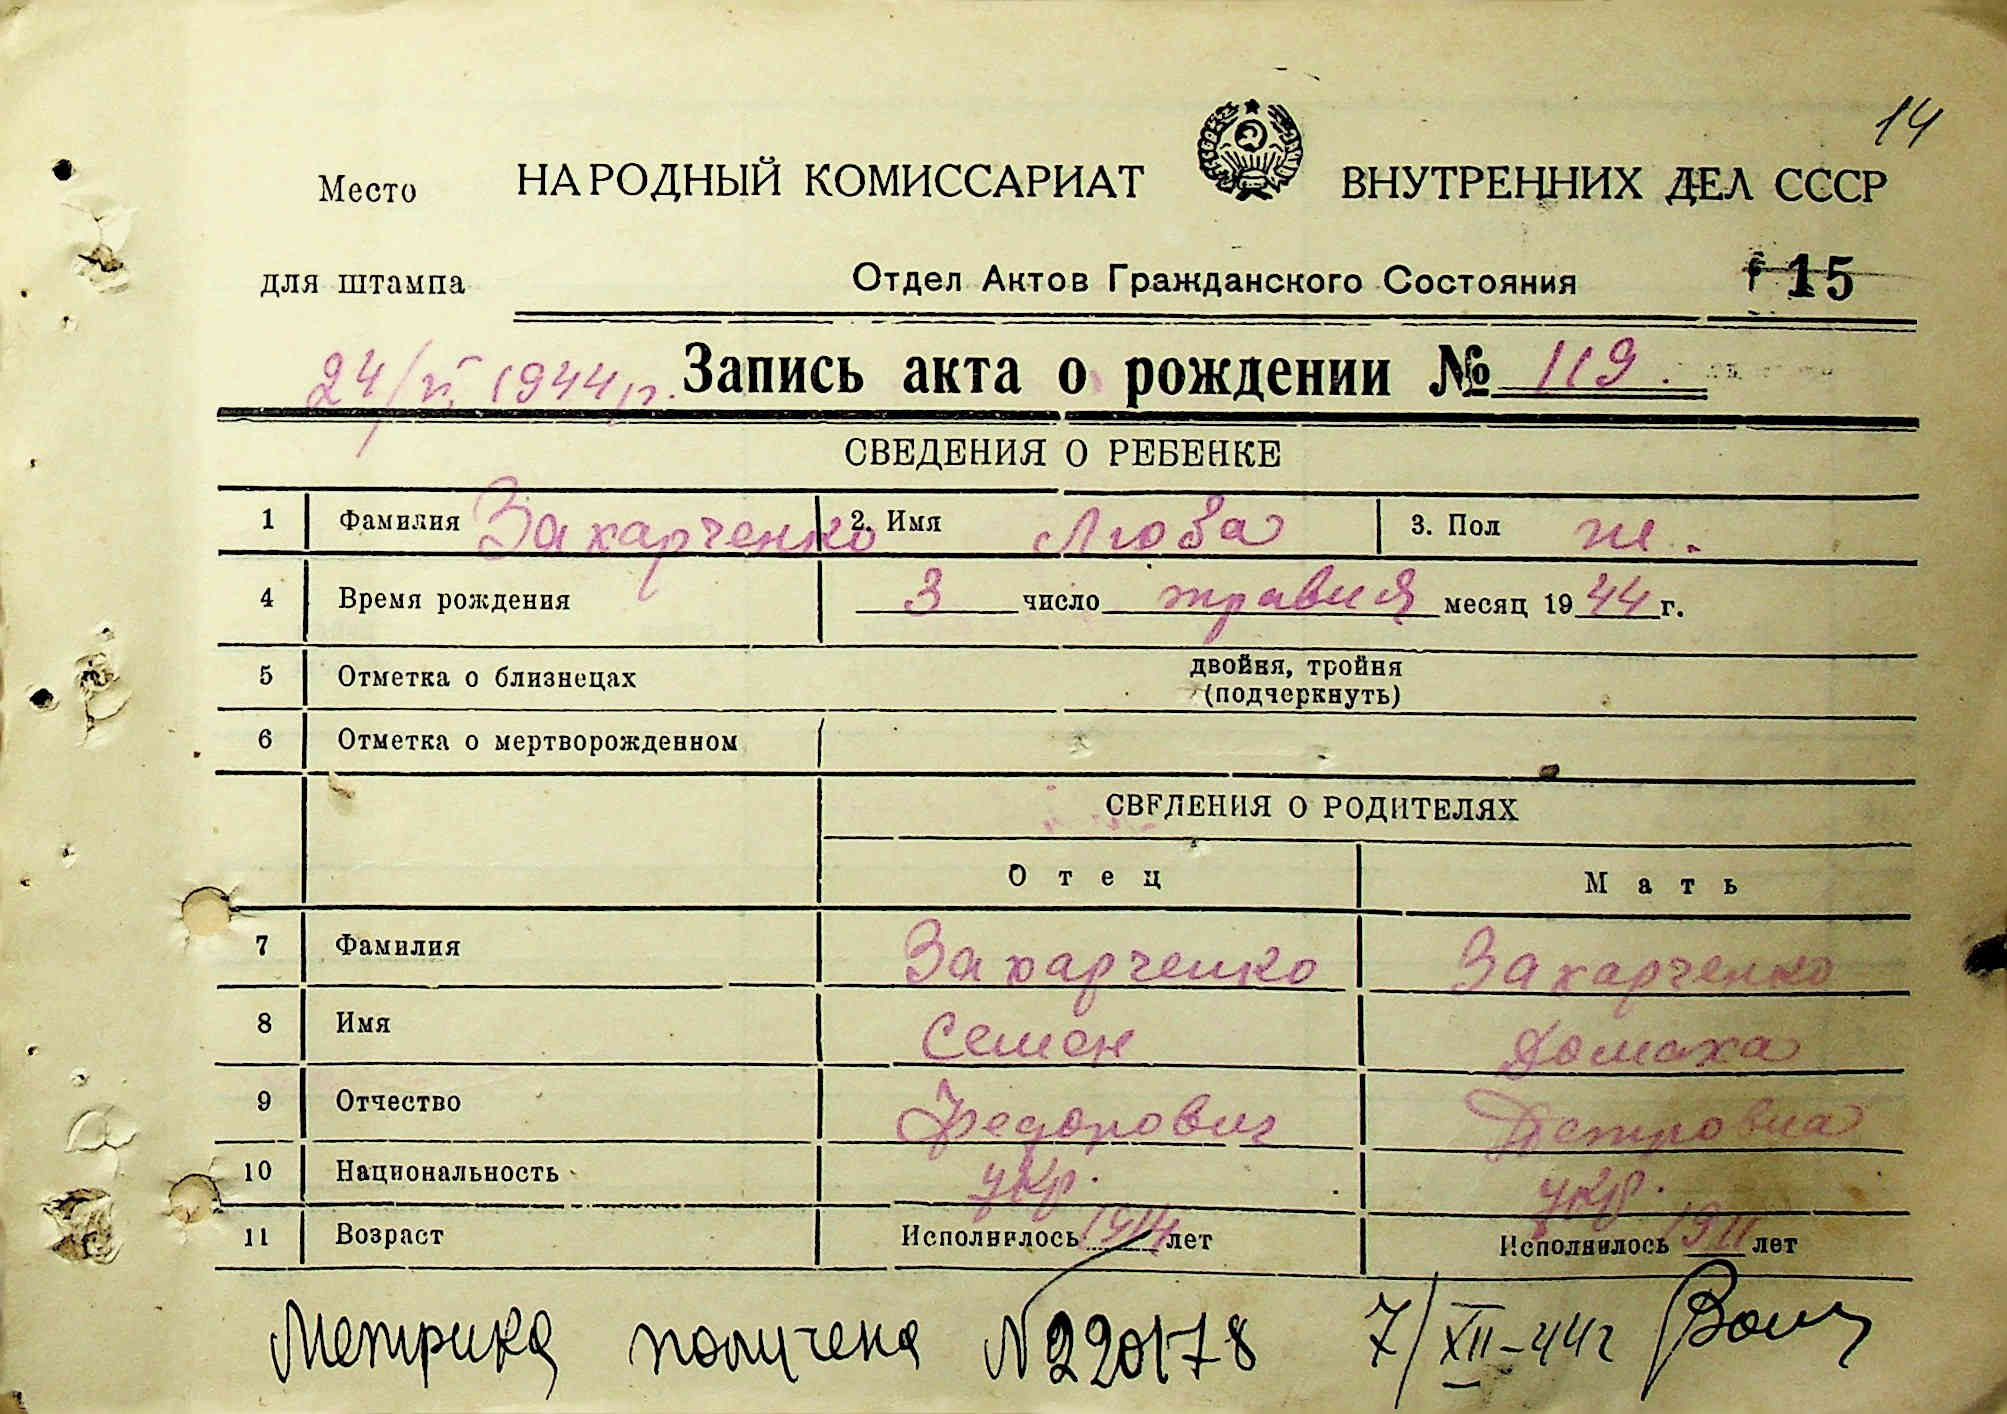 14
Место НАРОДНЫЙ КОМИССАРИАТ ВНУТРЕННИХ ДЕЛ СССР
для штампа Отдел Актов Гражданского Состояния 15
24/VI 1944 р. Запись акта о рождении № 119.
СВЕДЕНИЯ О РЕБЕНКЕ
1 Фамилия Захарченко 2. Имя Люба 3. Пол ж.
4 Время рождения 3 число травня месяц 1944 г.
5 Отметка о близнецах двойня, тройня
(подчеркнуть)
6 Отметка о мертворожденном
СВЕДЕНИЯ О РОДИТЕЛЯХ
Отец Мать
7 Фамилия Захарченко Захарченко
8 Имя Семен Домаха
9 Отчество Федорович Петровна
10 Национальность укр. укр.
11 Возраст Исполнилось лет Исполнилось 1911 лет
Метрика получена N 220178 7/XII-44г